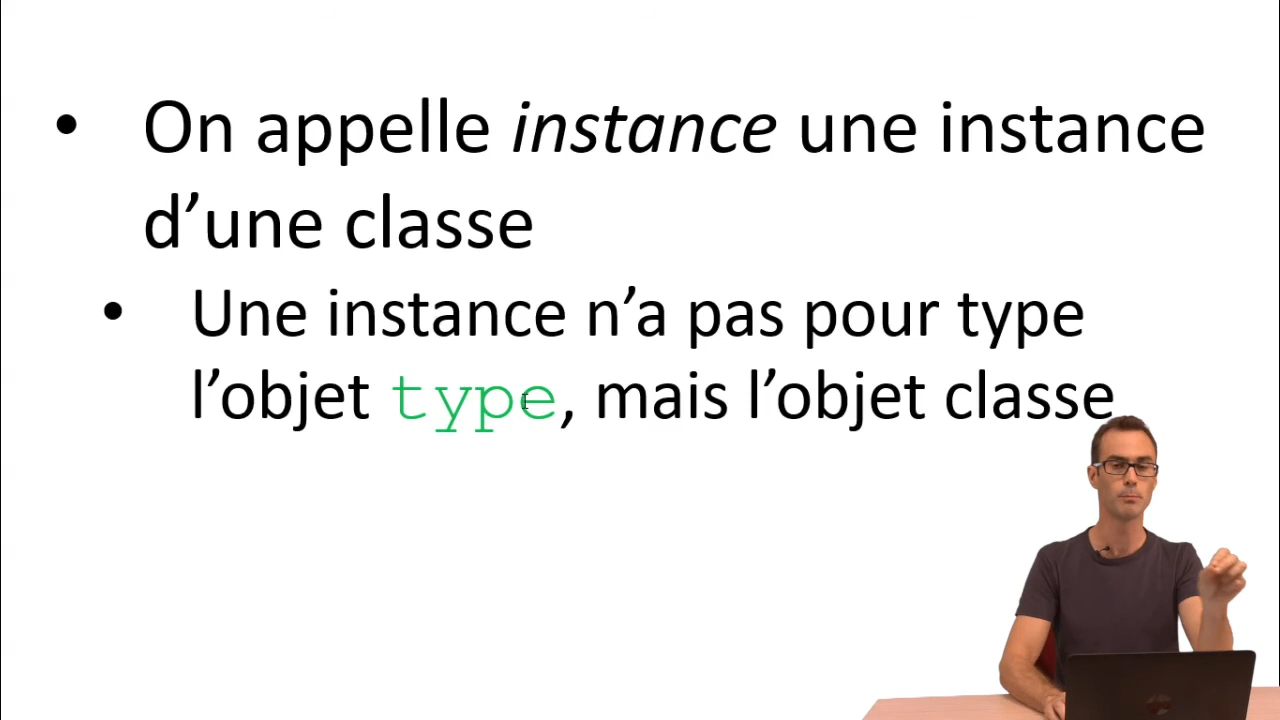 • On appelle instance une instance
d’une classe
• Une instance n’a pas pour type
l’objet type, mais l’objet classe